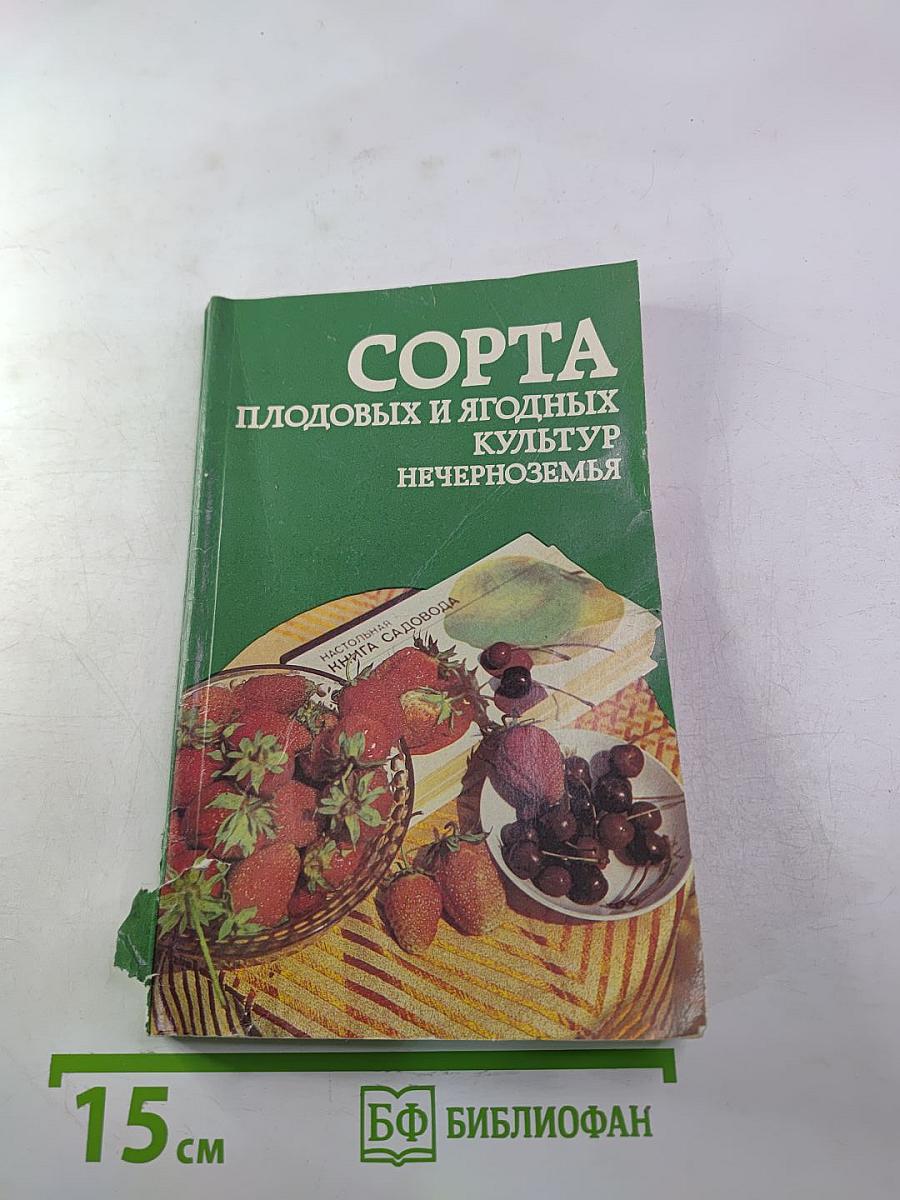 СОРТА
ПЛОДОВЫХ И ЯГОДНЫХ
КУЛЬТУР
НЕЧЕРНОЗЕМЬЯ
НАСТОЛЬНАЯ
КНИГА САДОВОДА
15 см
БФ БИБЛИОФАН